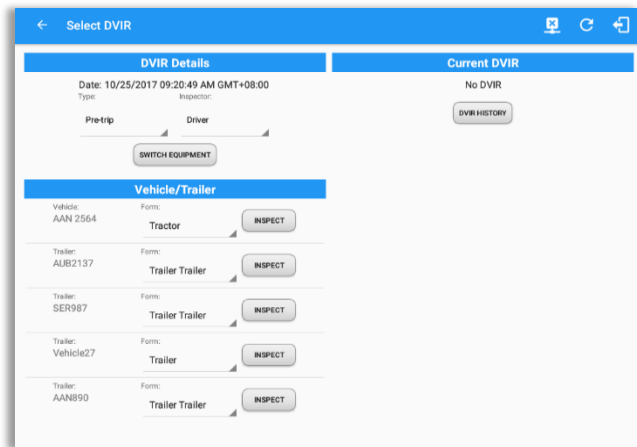 Select DVIR
DVIR Details
Date: 10/25/2017 09:20:49 AM GMT+08:00
Type: Inspector:
Pre-trip Driver
SWITCH EQUIPMENT
Vehicle/Trailer
Vehicle: Form:
AAN 2564 Tractor INSPECT
Trailer: Form:
AUB2137 Trailer Trailer INSPECT
Trailer: Form:
SER987 Trailer Trailer INSPECT
Trailer: Form:
Vehicle27 Trailer INSPECT
Trailer: Form:
AAN890 Trailer Trailer INSPECT
Current DVIR
No DVIR
DVIR HISTORY